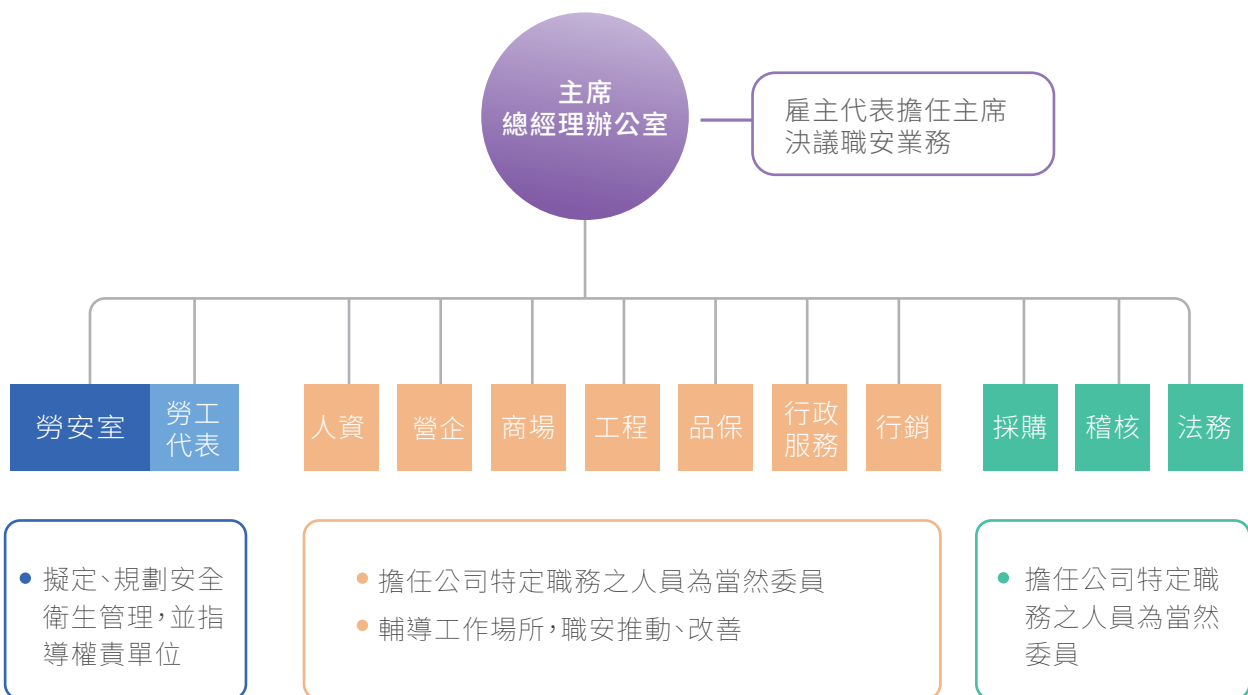 主席
總經理辦公室
雇主代表擔任主席
決議職安業務
勞安室
勞工
代表
人資
營企
商場
工程
品保
行政
服務
行銷
採購
稽核
法務
• 擬定、規劃安全
衛生管理，並指
導權責單位
• 擔任公司特定職務之人員為當然委員
• 輔導工作場所，職安推動、改善
• 擔任公司特定職
務之人員為當然
委員